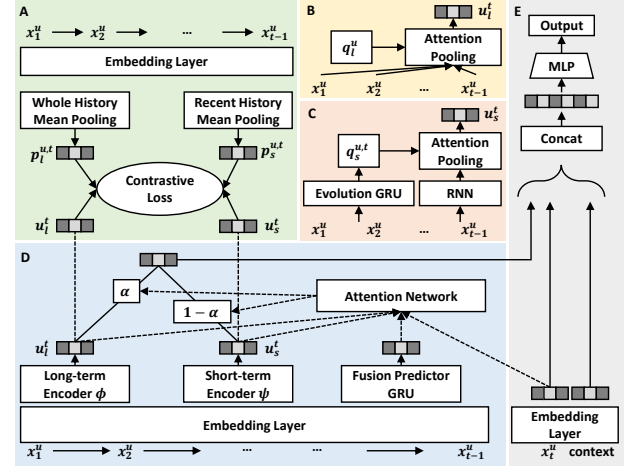 A
x_1^u x_2^u ... x_{t-1}^u
Embedding Layer
Whole History
Mean Pooling
Recent History
Mean Pooling
p_l^{u,t}
p_s^{u,t}
Contrastive
Loss
u_l^t
u_s^t
B
u_l^t
q_l^u
Attention
Pooling
x_1^u x_2^u ... x_{t-1}^u
C
u_s^t
q_s^{u,t}
Attention
Pooling
Evolution GRU
RNN
x_1^u x_2^u ... x_{t-1}^u
D
α
1 − α
Attention Network
u_l^t
u_s^t
Long-term
Encoder ϕ
Short-term
Encoder ψ
Fusion Predictor
GRU
Embedding Layer
x_1^u x_2^u ... ... x_{t-1}^u
E
Output
MLP
Concat
Embedding
Layer
x_t^u context